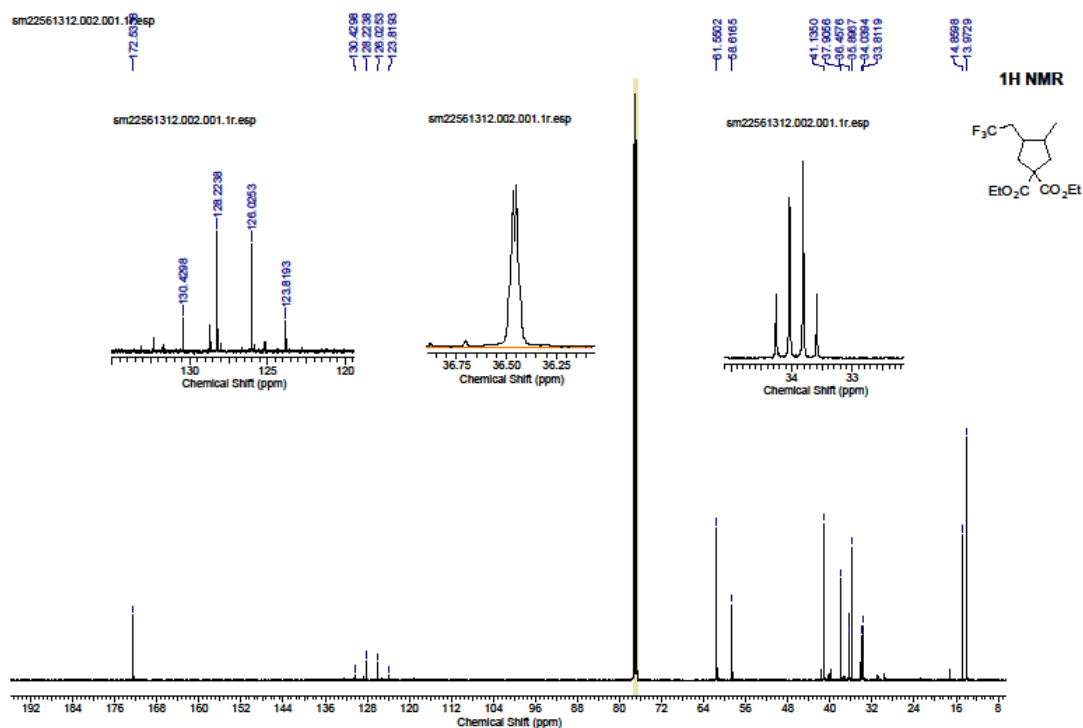 sm22561312.002.001.1r.esp
130.4298
128.2238
126.0253
123.8193
61.5502
58.6165
41.1350
37.9056
36.4576
35.8967
34.0394
33.8119
14.8598
13.9729
1H NMR
sm22561312.002.001.1r.esp
sm22561312.002.001.1r.esp
sm22561312.002.001.1r.esp
F3C
EtO2C CO2Et
130.4298
128.2238
126.0253
123.8193
130 125 120
Chemical Shift (ppm)
36.75 36.50 36.25
Chemical Shift (ppm)
34 33
Chemical Shift (ppm)
192 184 176 168 160 152 144 136 128 120 112 104 96 88 80 72 64 56 48 40 32 24 16 8
Chemical Shift (ppm)